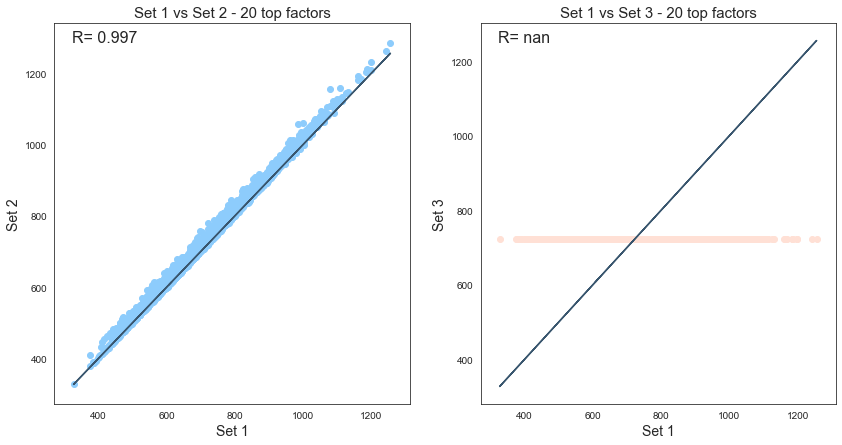 Set 1 vs Set 2 - 20 top factors
R= 0.997
1200
1000
800
600
400
Set 2
400 600 800 1000 1200
Set 1
Set 1 vs Set 3 - 20 top factors
R= nan
1200
1000
800
600
400
Set 3
400 600 800 1000 1200
Set 1